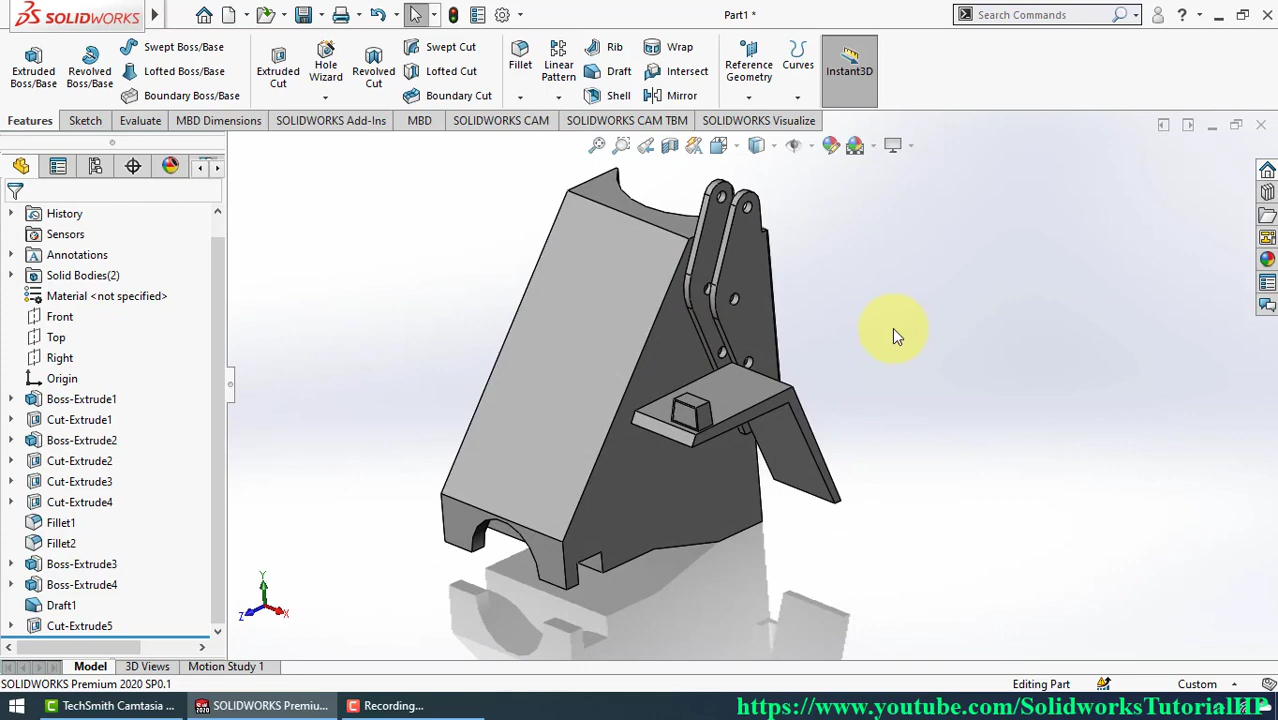 SOLIDWORKS
Part1 *
Search Commands
?
Extruded Boss/Base
Revolved Boss/Base
Swept Boss/Base
Lofted Boss/Base
Boundary Boss/Base
Extruded Cut
Hole Wizard
Revolved Cut
Swept Cut
Lofted Cut
Boundary Cut
Fillet
Linear Pattern
Rib
Draft
Shell
Wrap
Intersect
Mirror
Reference Geometry
Curves
Instant3D
Features
Sketch
Evaluate
MBD Dimensions
SOLIDWORKS Add-Ins
MBD
SOLIDWORKS CAM
SOLIDWORKS CAM TBM
SOLIDWORKS Visualize
History
Sensors
Annotations
Solid Bodies(2)
Material <not specified>
Front
Top
Right
Origin
Boss-Extrude1
Cut-Extrude1
Boss-Extrude2
Cut-Extrude2
Cut-Extrude3
Cut-Extrude4
Fillet1
Fillet2
Boss-Extrude3
Boss-Extrude4
Draft1
Cut-Extrude5
Y
Z
X
Model
3D Views
Motion Study 1
SOLIDWORKS Premium 2020 SP0.1
Editing Part
Custom
TechSmith Camtasia ...
SOLIDWORKS Premium...
Recording...
https://www.youtube.com/SolidworksTutorialHP